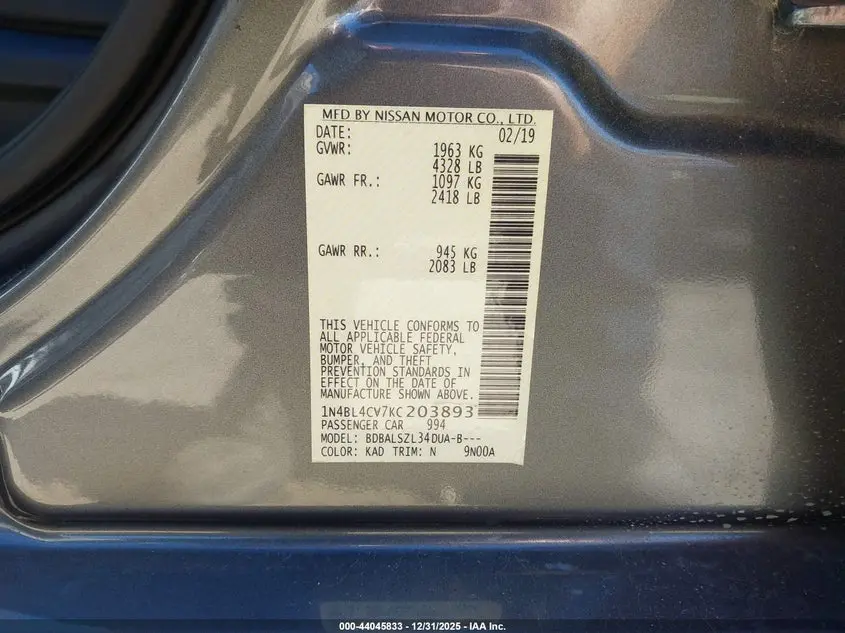 MFD BY NISSAN MOTOR CO., LTD.
DATE: 02/19
GVWR: 1963 KG
4328 LB
GAWR FR.: 1097 KG
2418 LB
GAWR RR.: 945 KG
2083 LB
THIS VEHICLE CONFORMS TO
ALL APPLICABLE FEDERAL
MOTOR VEHICLE SAFETY,
BUMPER, AND THEFT
PREVENTION STANDARDS IN
EFFECT ON THE DATE OF
MANUFACTURE SHOWN ABOVE.
1N4BL4CV7KC203893
PASSENGER CAR 994
MODEL: BDBALSZL34DUA-B---
COLOR: KAD TRIM: N 9N00A
000-44045833 - 12/31/2025 - IAA Inc.